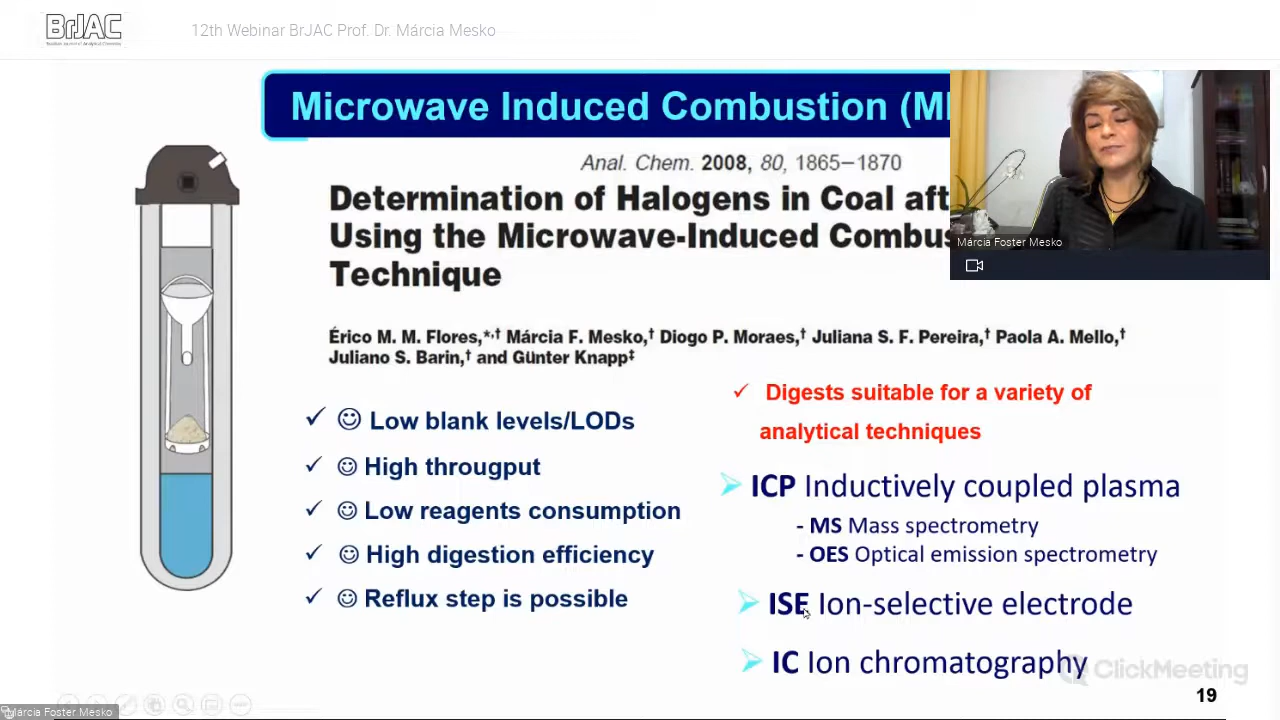 BrJAC
12th Webinar BrJAC Prof. Dr. Márcia Mesko
Microwave Induced Combustion (MI
Anal. Chem. 2008, 80, 1865–1870
Determination of Halogens in Coal aft
Using the Microwave-Induced Combus
Technique
Márcia Foster Mesko
Érico M. M. Flores,*,† Márcia F. Mesko,† Diogo P. Moraes,† Juliana S. F. Pereira,† Paola A. Mello,†
Juliano S. Barin,† and Günter Knapp‡
✓ ☺ Low blank levels/LODs
✓ ☺ High througput
✓ ☺ Low reagents consumption
✓ ☺ High digestion efficiency
✓ ☺ Reflux step is possible
✓ Digests suitable for a variety of
analytical techniques
➢ ICP Inductively coupled plasma
- MS Mass spectrometry
- OES Optical emission spectrometry
➢ ISE Ion-selective electrode
➢ IC Ion chromatography
ClickMeeting
19
Márcia Foster Mesko